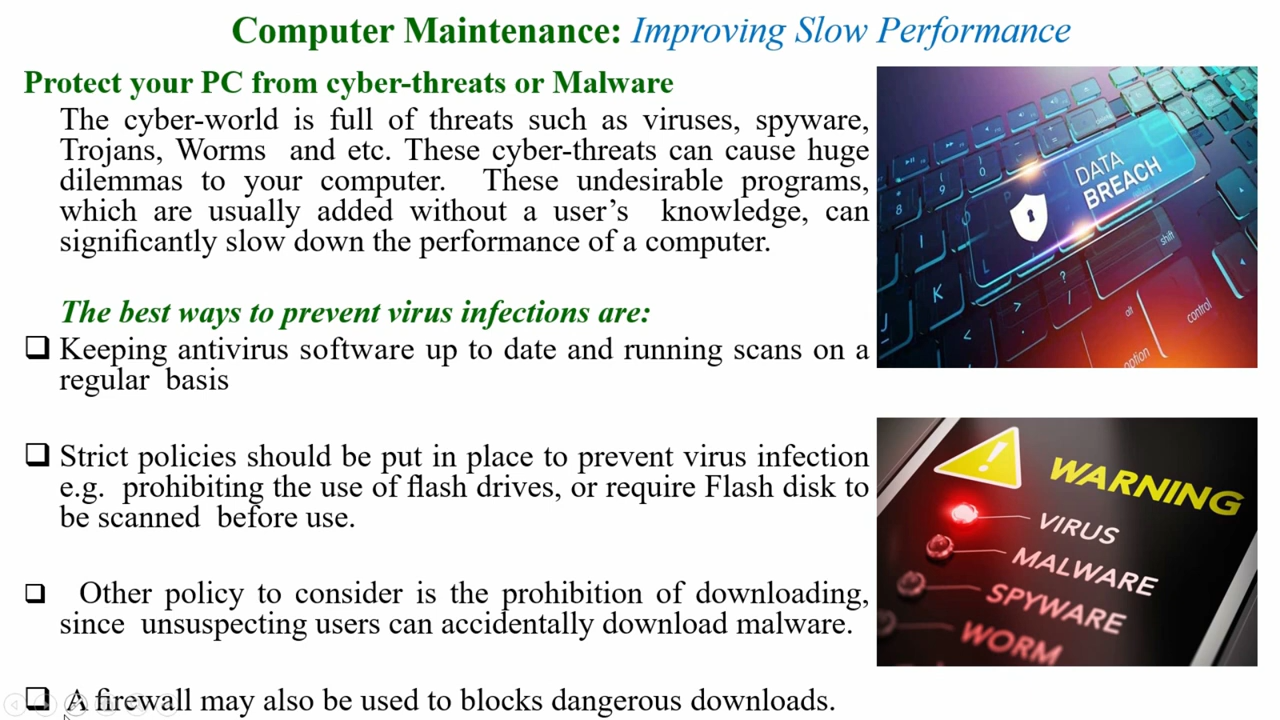 Computer Maintenance: Improving Slow Performance
Protect your PC from cyber-threats or Malware
The cyber-world is full of threats such as viruses, spyware,
Trojans, Worms and etc. These cyber-threats can cause huge
dilemmas to your computer. These undesirable programs,
which are usually added without a user’s knowledge, can
significantly slow down the performance of a computer.
The best ways to prevent virus infections are:
Keeping antivirus software up to date and running scans on a
regular basis
Strict policies should be put in place to prevent virus infection
e.g. prohibiting the use of flash drives, or require Flash disk to
be scanned before use.
Other policy to consider is the prohibition of downloading,
since unsuspecting users can accidentally download malware.
A firewall may also be used to blocks dangerous downloads.
DATA
BREACH
8
9
0
P
I
L
K
>
?
/
<
shift
alt
control
option
WARNING
VIRUS
MALWARE
SPYWARE
WORM